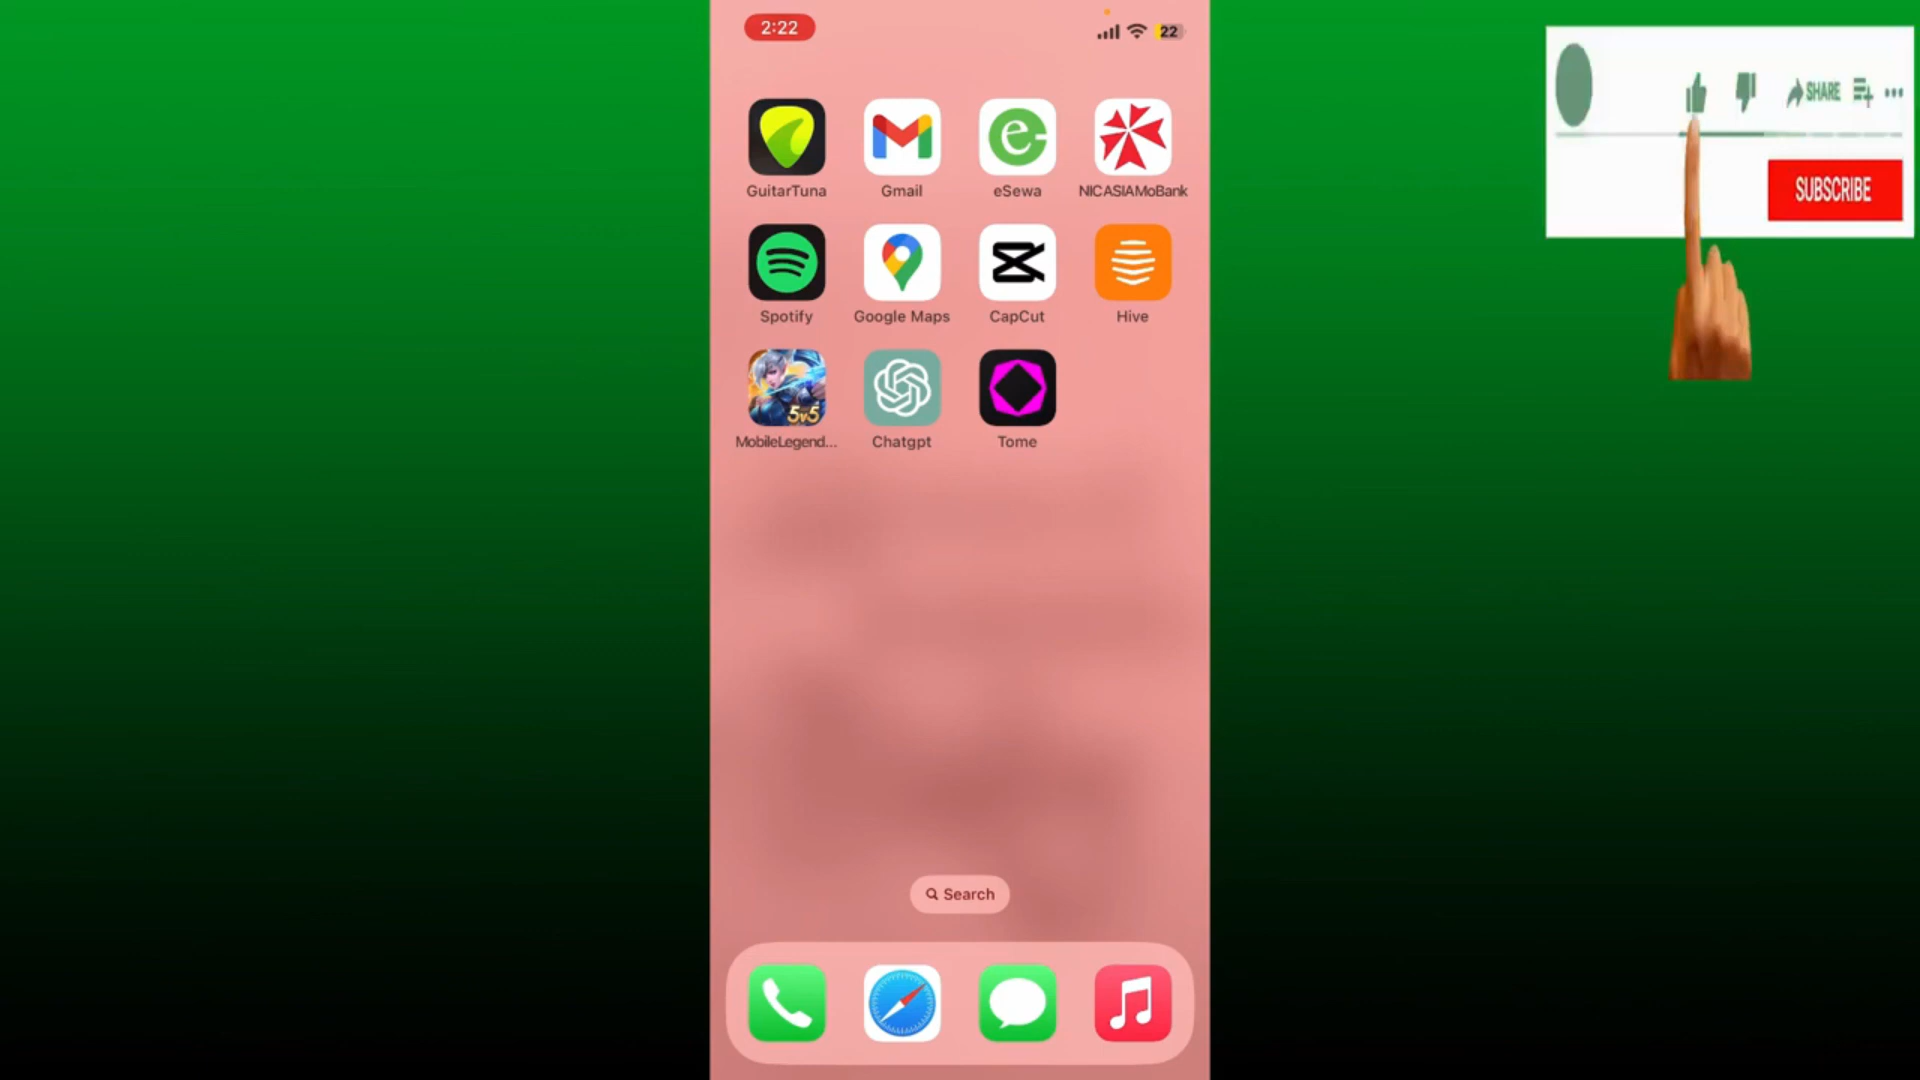 2:22
22
SHARE
SUBSCRIBE
GuitarTuna
Gmail
eSewa
NICASIAMoBank
Spotify
Google Maps
CapCut
Hive
5v5
MobileLegend...
Chatgpt
Tome
Search